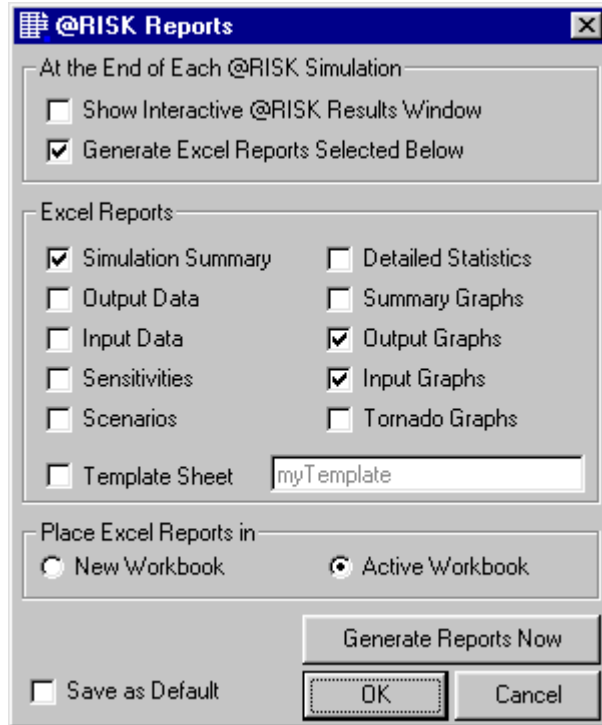 @RISK Reports
At the End of Each @RISK Simulation
Show Interactive @RISK Results Window
Generate Excel Reports Selected Below
Excel Reports
Simulation Summary
Detailed Statistics
Output Data
Summary Graphs
Input Data
Output Graphs
Sensitivities
Input Graphs
Scenarios
Tornado Graphs
Template Sheet
myTemplate
Place Excel Reports in
New Workbook
Active Workbook
Generate Reports Now
Save as Default
OK
Cancel